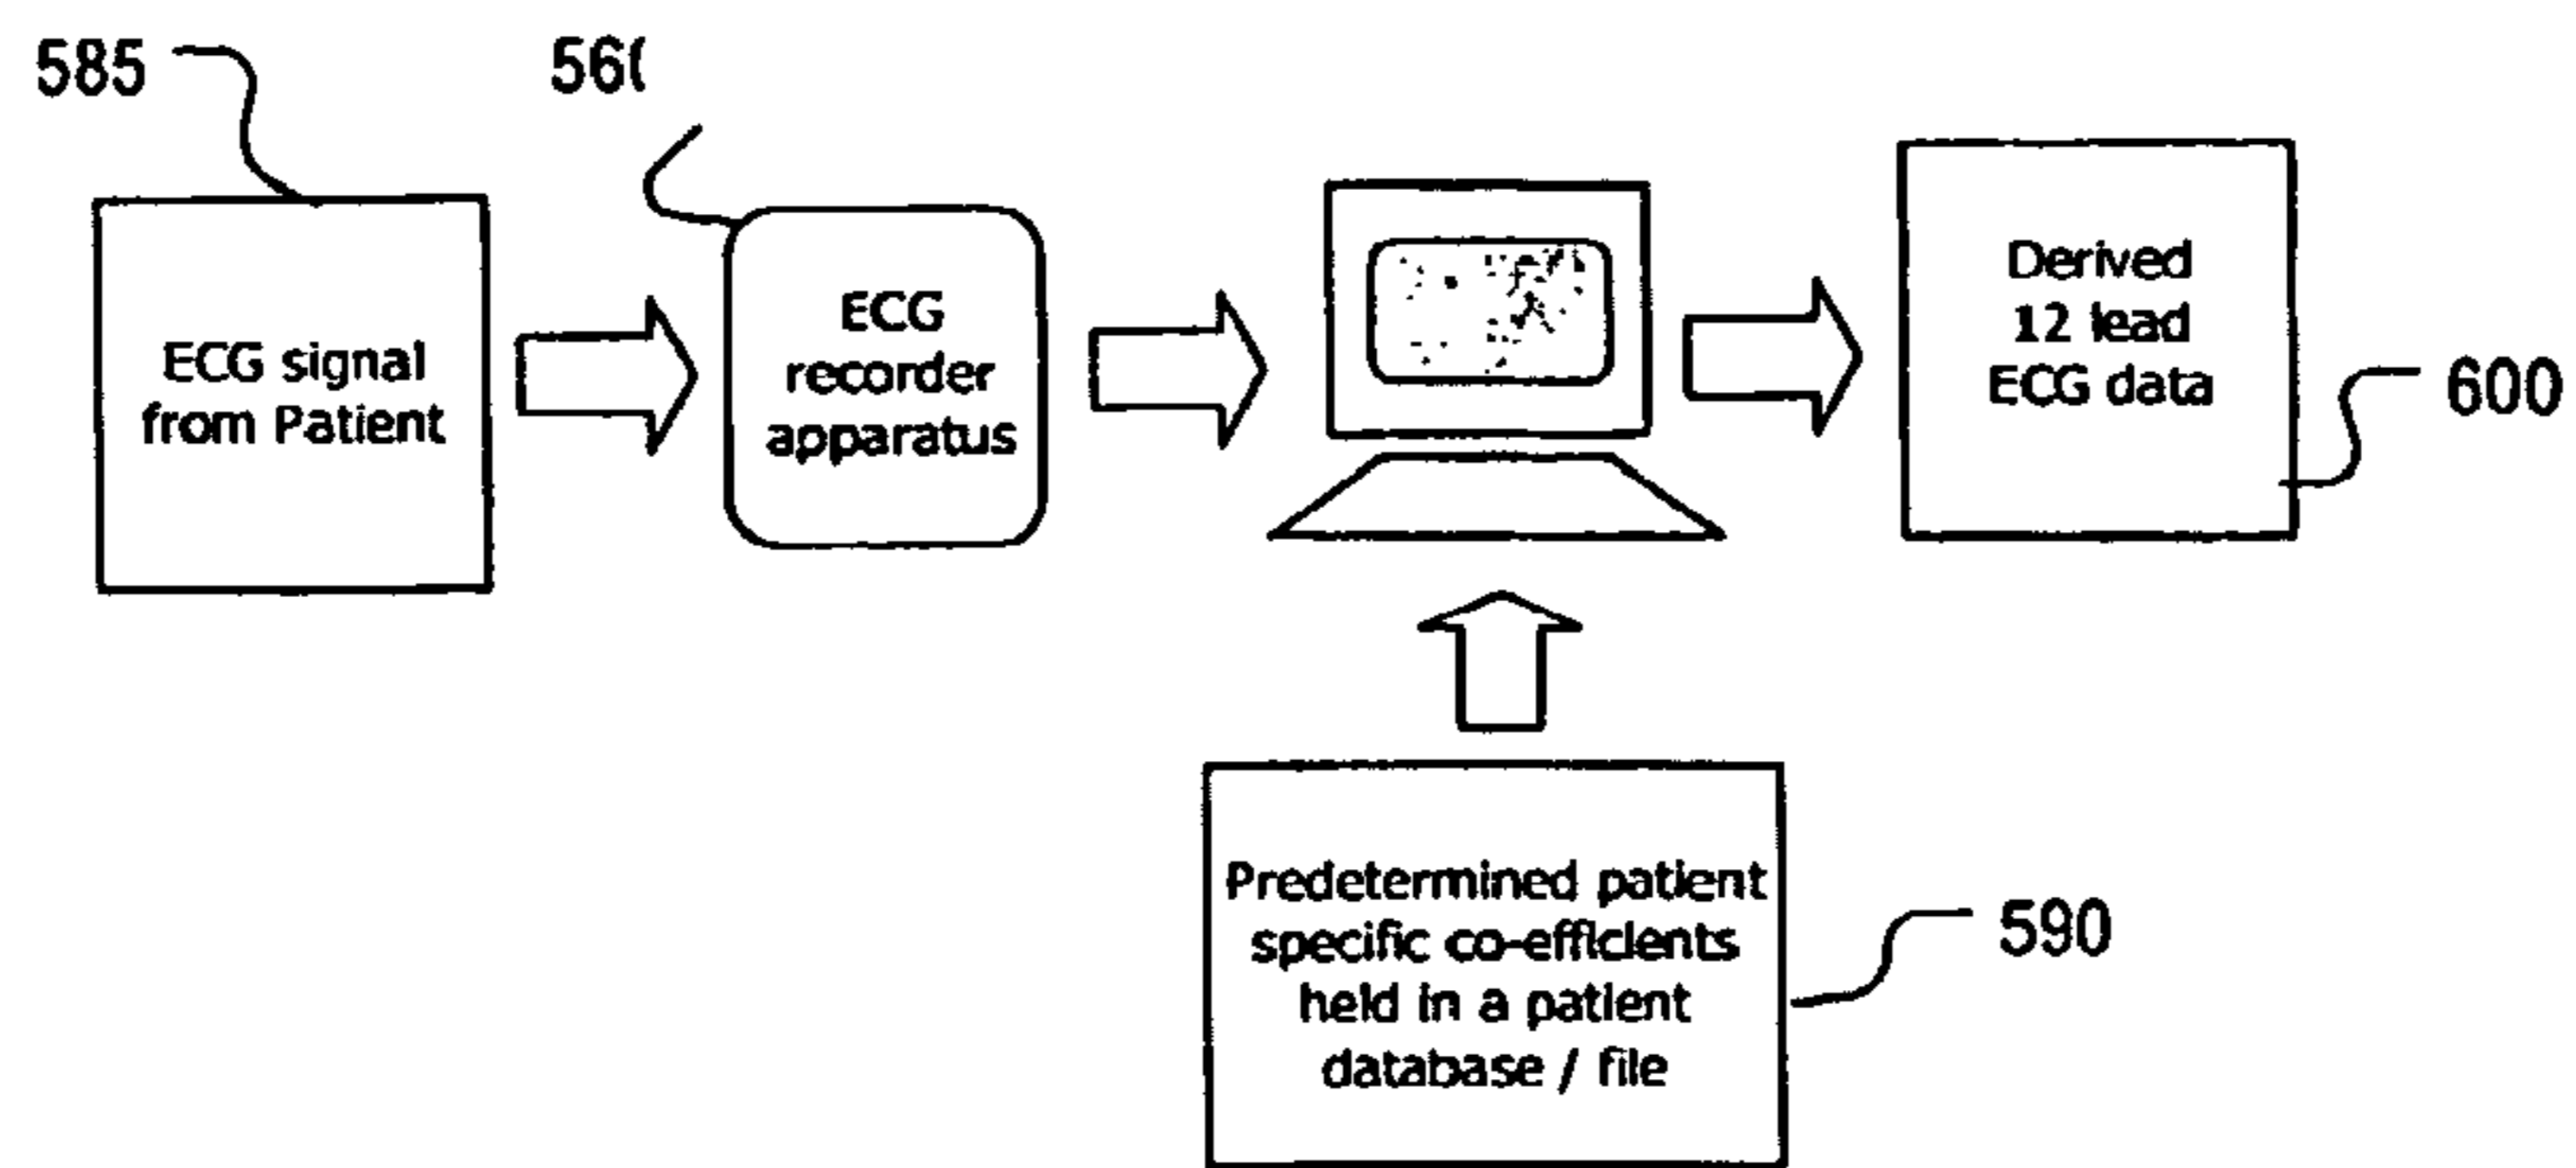 585
ECG signal
from Patient
ECG
recorder
apparatus
Derived
12 lead
ECG data
600
Predetermined patient
specific co-efficients
held in a patient
database / file
590